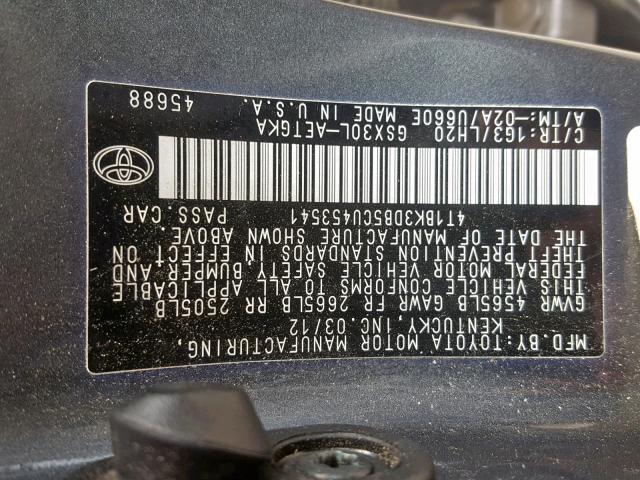 MFD BY: TOYOTA MOTOR MANUFACTURING,
KENTUCKY, INC. 03/12
GVWR 4565LB GAWR FR 2665LB RR 2505LB
THIS VEHICLE CONFORMS TO ALL APPLICABLE
FEDERAL MOTOR VEHICLE SAFETY, BUMPER, AND
THEFT PREVENTION STANDARDS IN EFFECT ON
THE DATE OF MANUFACTURE SHOWN ABOVE.
4T1BK3DB5CU453541 PASS. CAR
C/TR:1G3/LH20 GSX30L-AETGKA
A/TM:-02A/U660E MADE IN U.S.A. 45688